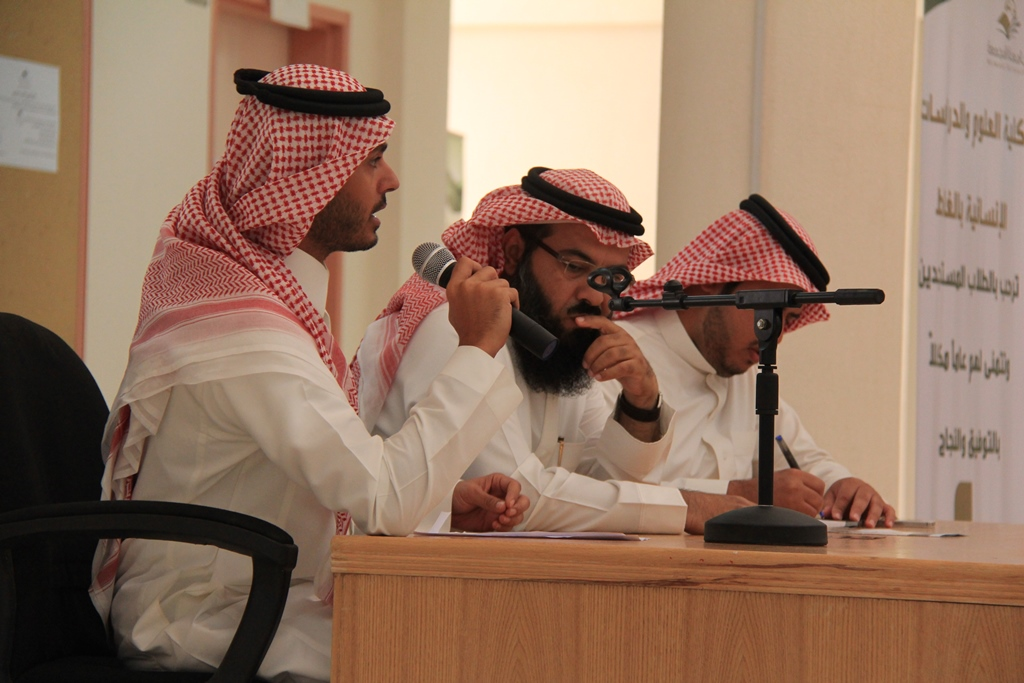 كلية العلوم والدراسات
الإنسانية بالغاط
ترحب بالطلاب المستجدين
وتتمنى لهم عاماً مكللاً
بالتوفيق والنجاح